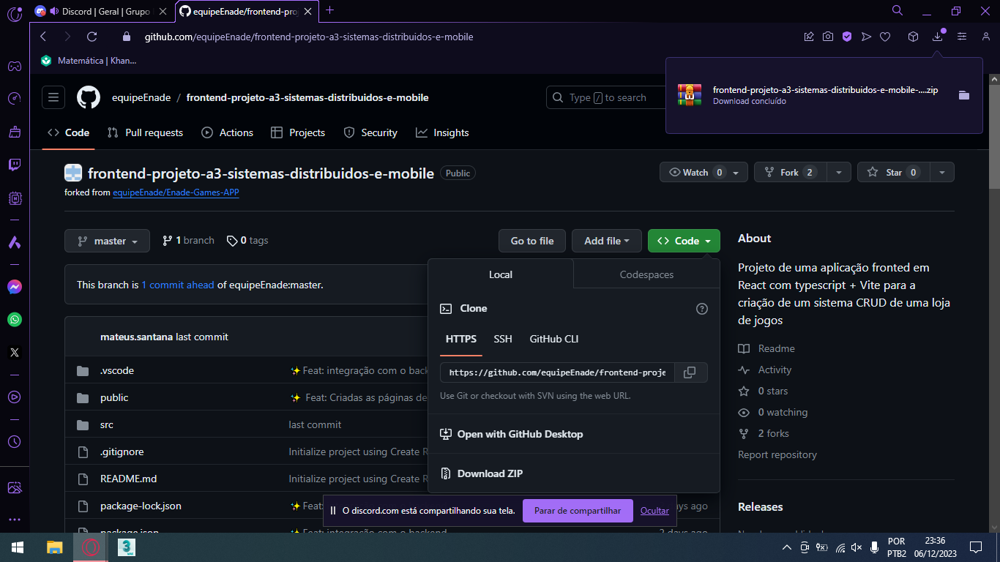 Discord | Geral | Grupo
equipeEnade/frontend-proj
github.com/equipeEnade/frontend-projeto-a3-sistemas-distribuidos-e-mobile
Matemática | Khan...
frontend-projeto-a3-sistemas-distribuidos-e-mobile-....zip
Download concluído
equipeEnade / frontend-projeto-a3-sistemas-distribuidos-e-mobile
Type / to search
Code
Pull requests
Actions
Projects
Security
Insights
frontend-projeto-a3-sistemas-distribuidos-e-mobile
Public
Watch 0
Fork 2
Star 0
forked from equipeEnade/Enade-Games-APP
master
1 branch
0 tags
Go to file
Add file
Code
About
Projeto de uma aplicação fronted em
React com typescript + Vite para a
criação de um sistema CRUD de uma loja
de jogos
Readme
Activity
0 stars
0 watching
2 forks
Report repository
Releases
This branch is 1 commit ahead of equipeEnade:master.
Local
Codespaces
Clone
HTTPS
SSH
GitHub CLI
https://github.com/equipeEnade/frontend-proje
Use Git or checkout with SVN using the web URL.
Open with GitHub Desktop
Download ZIP
mateus.santana last commit
.vscode
✨ Feat: integração com o back
public
✨ Feat: Criadas as páginas de
src
last commit
.gitignore
Initialize project using Create R
README.md
Initialize project using Create R
package-lock.json
✨ Feat:
ays ago
package.json
✨ Feat: integração com o backend
2 days ago
O discord.com está compartilhando sua tela.
Parar de compartilhar
Ocultar
3
MAX
POR
PTB2
23:36
06/12/2023